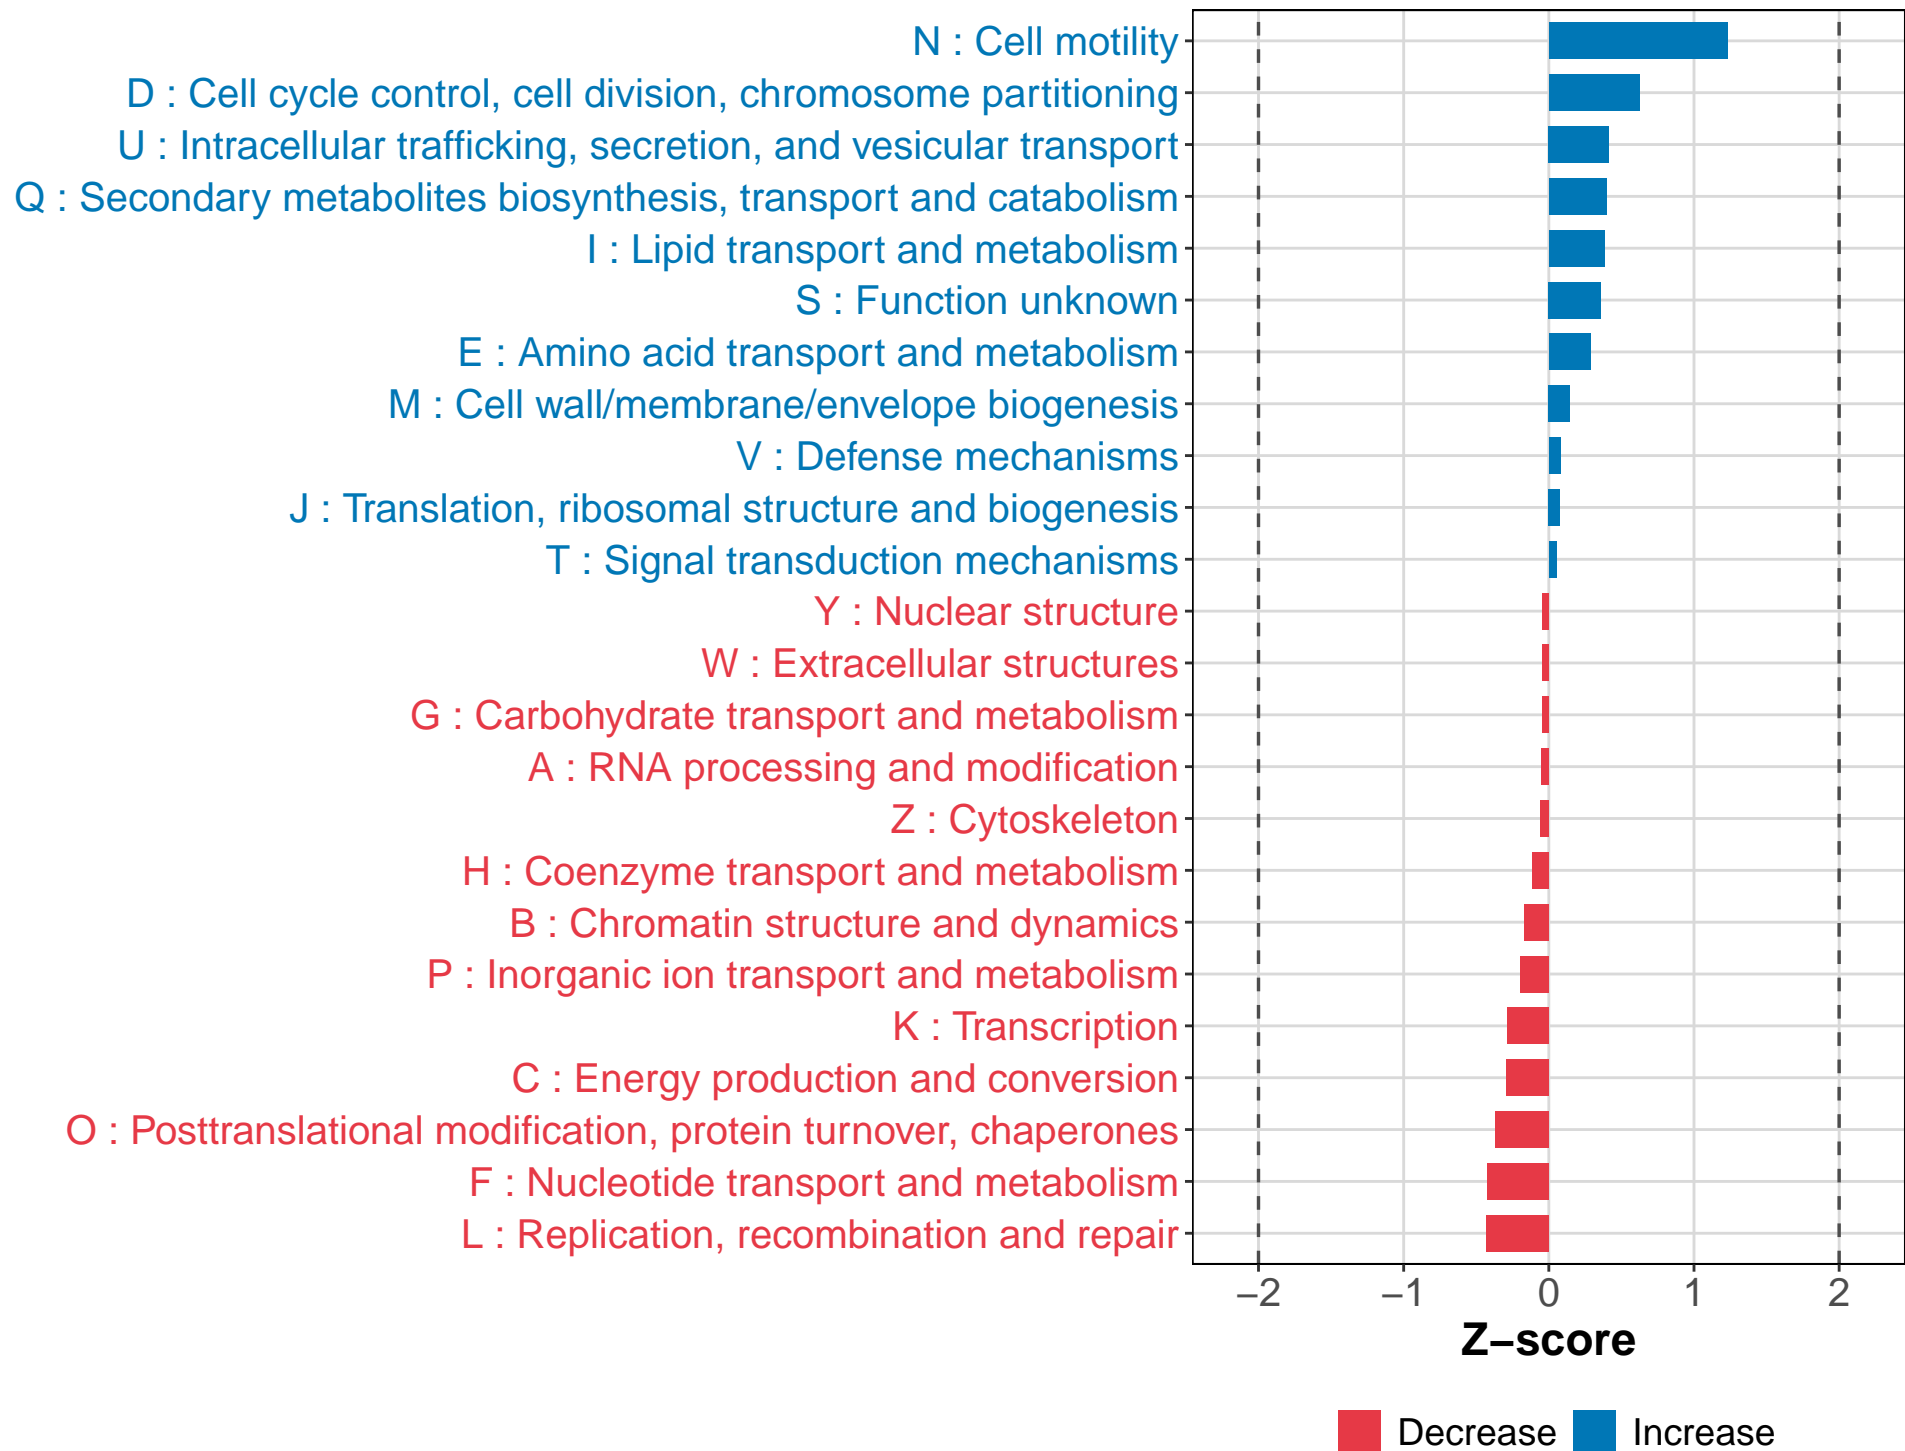 N : Cell motility
D : Cell cycle control, cell division, chromosome partitioning
U : Intracellular trafficking, secretion, and vesicular transport
Q : Secondary metabolites biosynthesis, transport and catabolism
I : Lipid transport and metabolism
S : Function unknown
E : Amino acid transport and metabolism
M : Cell wall/membrane/envelope biogenesis
V : Defense mechanisms
J : Translation, ribosomal structure and biogenesis
T : Signal transduction mechanisms
Y : Nuclear structure
W : Extracellular structures
G : Carbohydrate transport and metabolism
A : RNA processing and modification
Z : Cytoskeleton
H : Coenzyme transport and metabolism
B : Chromatin structure and dynamics
P : Inorganic ion transport and metabolism
K : Transcription
C : Energy production and conversion
O : Posttranslational modification, protein turnover, chaperones
F : Nucleotide transport and metabolism
L : Replication, recombination and repair
−2 −1 0 1 2
Z−score
Decrease Increase